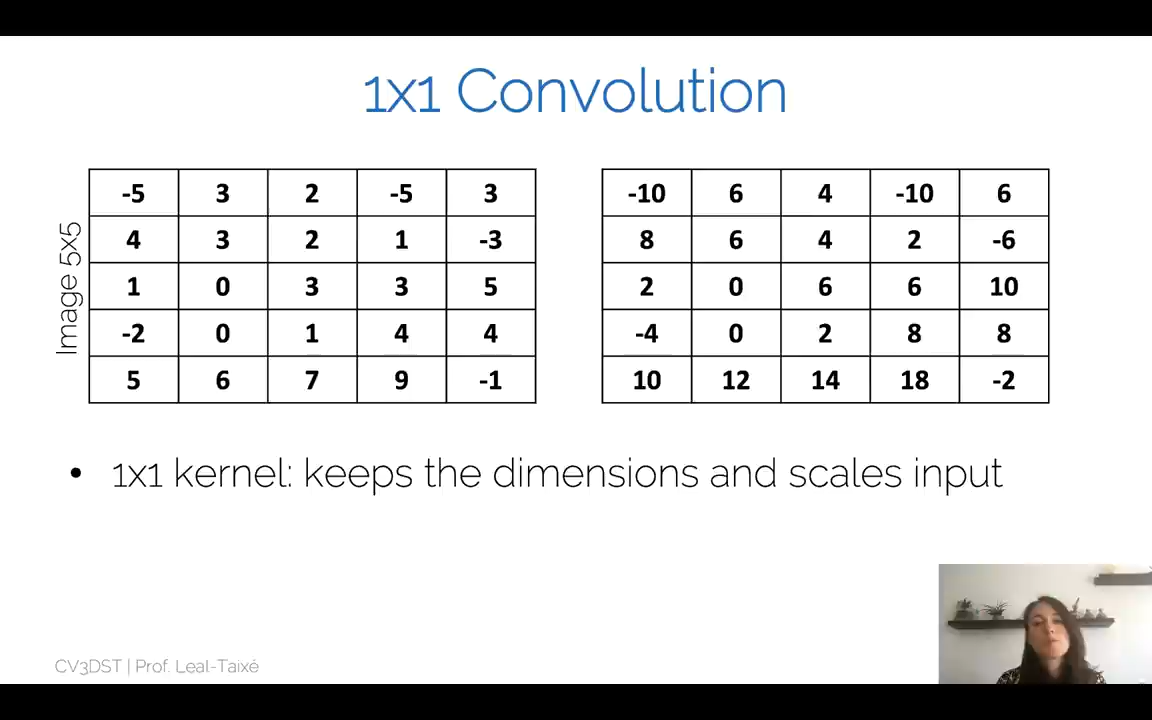 1x1 Convolution
Image 5x5
-5 3 2 -5 3
4 3 2 1 -3
1 0 3 3 5
-2 0 1 4 4
5 6 7 9 -1
-10 6 4 -10 6
8 6 4 2 -6
2 0 6 6 10
-4 0 2 8 8
10 12 14 18 -2
• 1x1 kernel: keeps the dimensions and scales input
CV3DST | Prof. Leal-Taixé